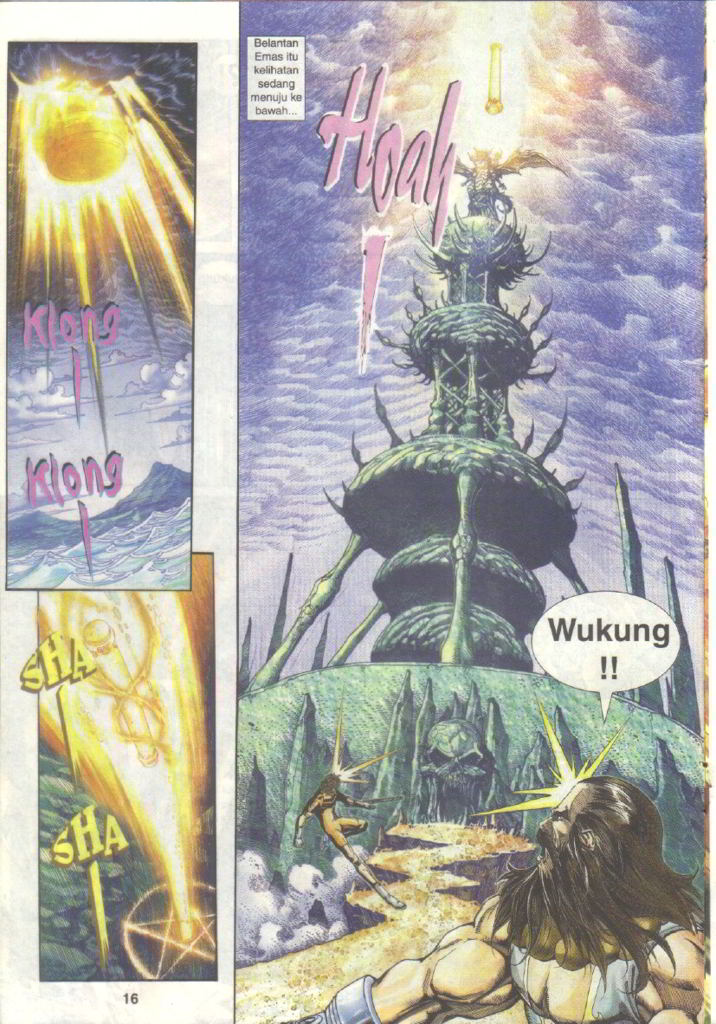 Klong
!
Klong
!
SHA
!
SHA
!
Belantan
Emas itu
kelihatan
sedang
menuju ke
bawah...
Hoah
!
Wukung
!!
16